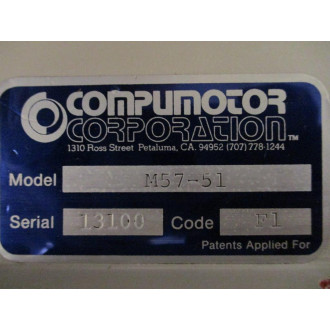 COMPUMOTOR
CORPORATION™
1310 Ross Street Petaluma, CA. 94952 (707) 778-1244
Model M57-51
Serial 13100 Code F1
Patents Applied For